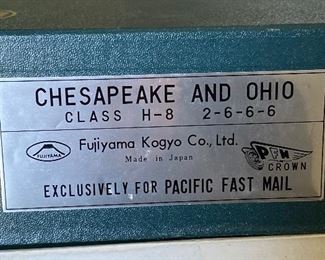 CHESAPEAKE AND OHIO
CLASS H-8 2-6-6-6
FUJIYAMA Fujiyama Kogyo Co., Ltd.
Made in Japan
PFM
CROWN
EXCLUSIVELY FOR PACIFIC FAST MAIL